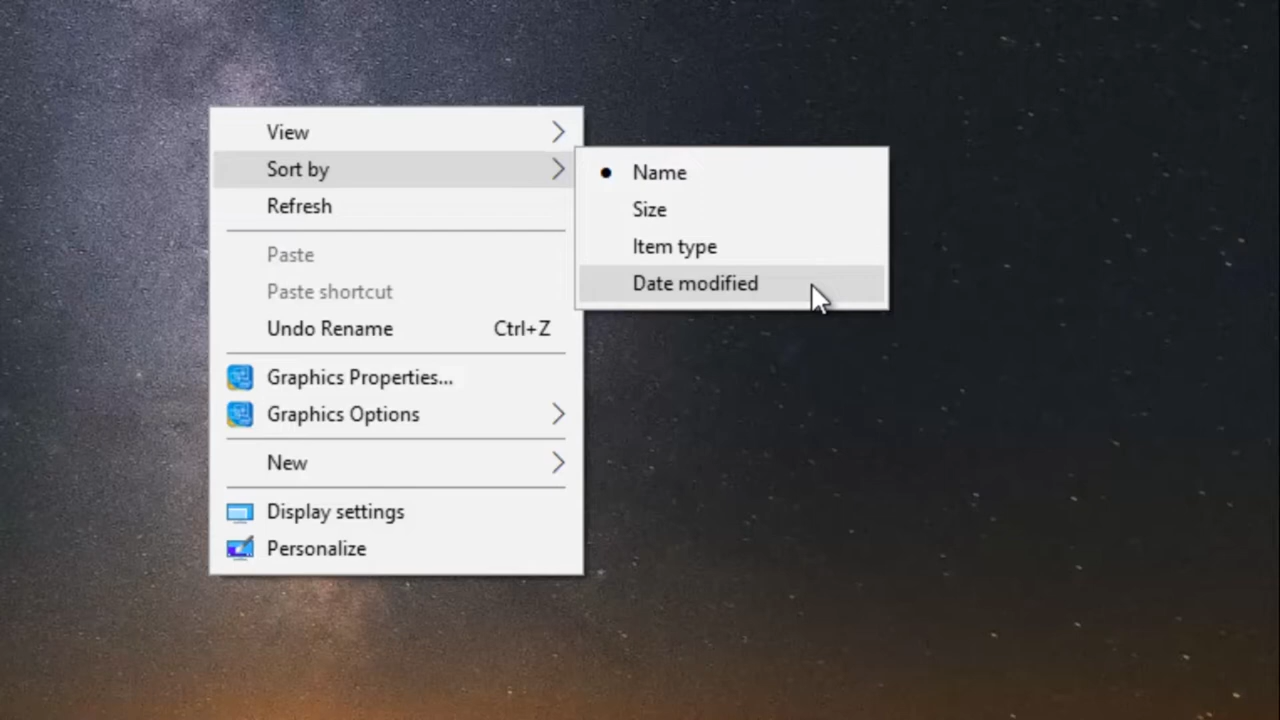 View
Sort by
Refresh
Paste
Paste shortcut
Undo Rename Ctrl+Z
Graphics Properties...
Graphics Options
New
Display settings
Personalize
Name
Size
Item type
Date modified